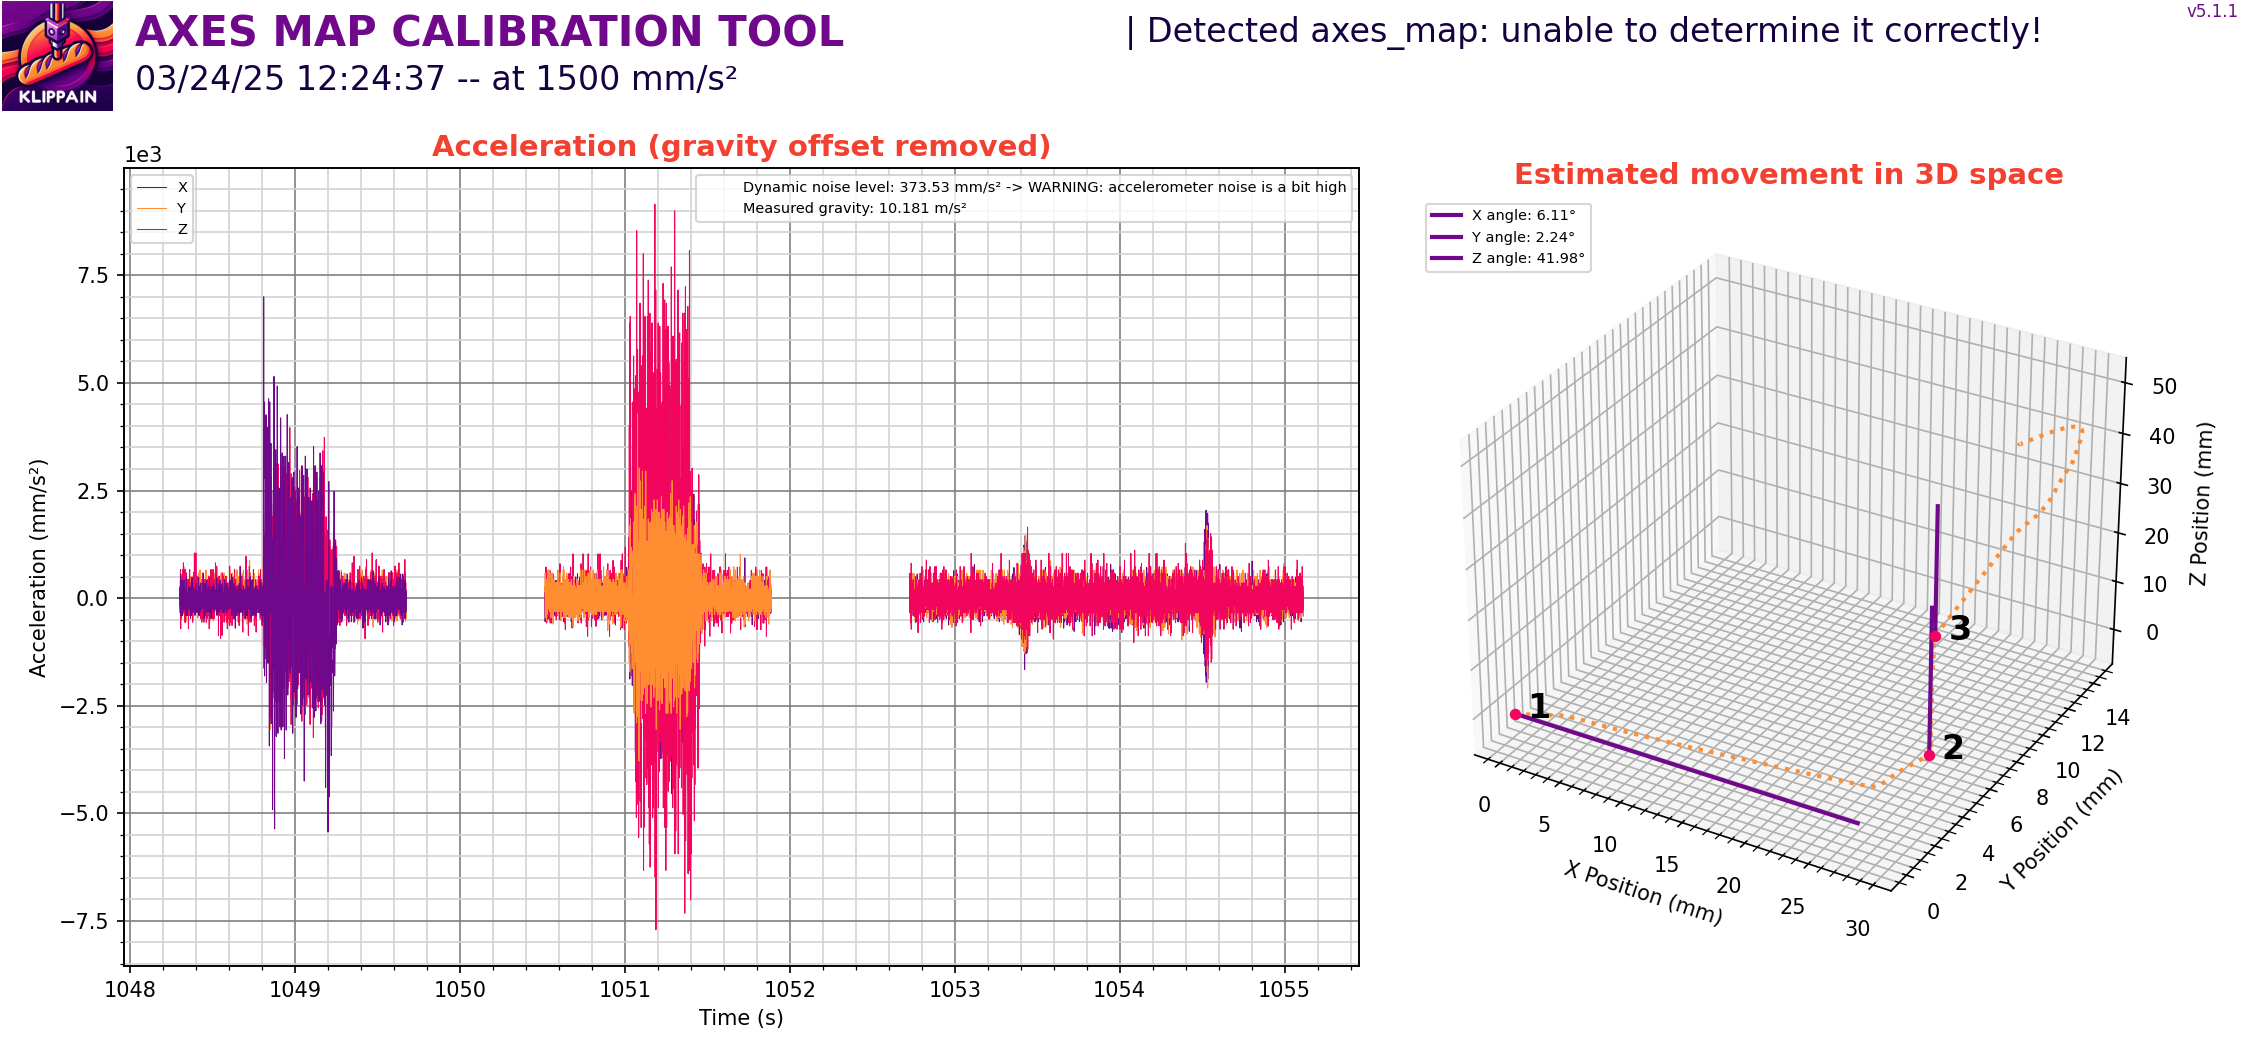 KLIPPAIN
AXES MAP CALIBRATION TOOL
03/24/25 12:24:37 -- at 1500 mm/s²
| Detected axes_map: unable to determine it correctly!
v5.1.1
Acceleration (gravity offset removed)
1e3
X
Y
Z
Dynamic noise level: 373.53 mm/s² -> WARNING: accelerometer noise is a bit high
Measured gravity: 10.181 m/s²
7.5
5.0
2.5
0.0
−2.5
−5.0
−7.5
Acceleration (mm/s²)
1048 1049 1050 1051 1052 1053 1054 1055
Time (s)
Estimated movement in 3D space
X angle: 6.11°
Y angle: 2.24°
Z angle: 41.98°
1
2
3
0 5 10 15 20 25 30
X Position (mm)
0 2 4 6 8 10 12 14
Y Position (mm)
50
40
30
20
10
0
Z Position (mm)